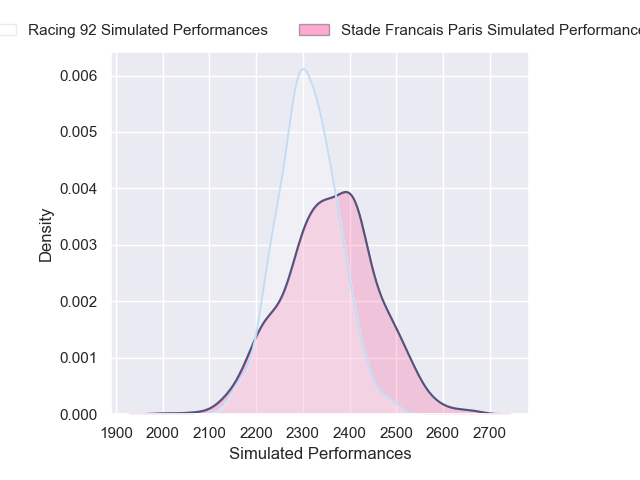 Racing 92 Simulated Performances
Stade Francais Paris Simulated Performance
0.006
0.005
0.004
0.003
0.002
0.001
0.000
Density
1900 2000 2100 2200 2300 2400 2500 2600 2700
Simulated Performances